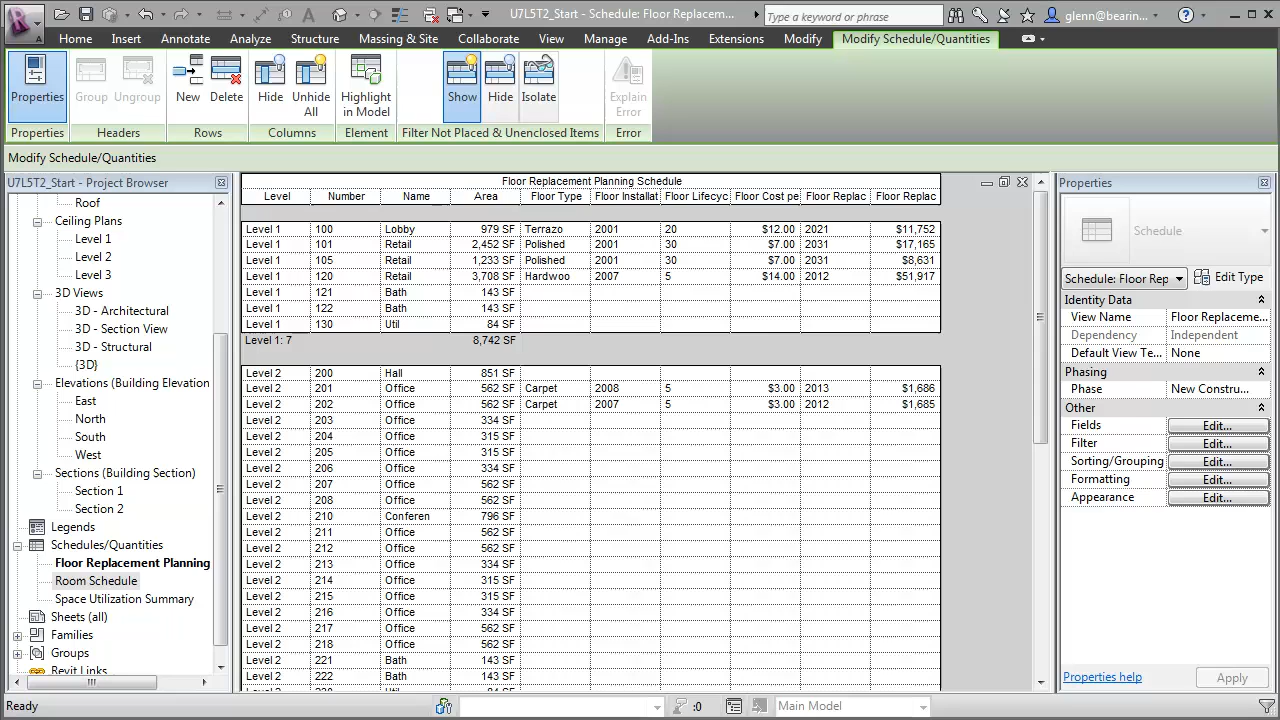 U7L5T2_Start - Schedule: Floor Replacem...
Type a keyword or phrase
glenn@bearin...
Home Insert Annotate Analyze Structure Massing & Site Collaborate View Manage Add-Ins Extensions Modify Modify Schedule/Quantities
Properties Group Ungroup New Delete Hide Unhide All Highlight in Model Show Hide Isolate Explain Error
Properties Headers Rows Columns Element Filter Not Placed & Unenclosed Items Error
Modify Schedule/Quantities
U7L5T2_Start - Project Browser
Roof
Ceiling Plans
Level 1
Level 2
Level 3
3D Views
3D - Architectural
3D - Section View
3D - Structural
{3D}
Elevations (Building Elevation
East
North
South
West
Sections (Building Section)
Section 1
Section 2
Legends
Schedules/Quantities
Floor Replacement Planning
Room Schedule
Space Utilization Summary
Sheets (all)
Families
Groups
Revit Links
Floor Replacement Planning Schedule
Level Number Name Area Floor Type Floor Installat Floor Lifecyc Floor Cost pe Floor Replac Floor Replac
Level 1 100 Lobby 979 SF Terrazo 2001 20 $12.00 2021 $11,752
Level 1 101 Retail 2,452 SF Polished 2001 30 $7.00 2031 $17,165
Level 1 105 Retail 1,233 SF Polished 2001 30 $7.00 2031 $8,631
Level 1 120 Retail 3,708 SF Hardwoo 2007 5 $14.00 2012 $51,917
Level 1 121 Bath 143 SF
Level 1 122 Bath 143 SF
Level 1 130 Util 84 SF
Level 1: 7 8,742 SF
Level 2 200 Hall 851 SF
Level 2 201 Office 562 SF Carpet 2008 5 $3.00 2013 $1,686
Level 2 202 Office 562 SF Carpet 2007 5 $3.00 2012 $1,685
Level 2 203 Office 334 SF
Level 2 204 Office 315 SF
Level 2 205 Office 315 SF
Level 2 206 Office 334 SF
Level 2 207 Office 562 SF
Level 2 208 Office 562 SF
Level 2 210 Conferen 796 SF
Level 2 211 Office 562 SF
Level 2 212 Office 562 SF
Level 2 213 Office 334 SF
Level 2 214 Office 315 SF
Level 2 215 Office 315 SF
Level 2 216 Office 334 SF
Level 2 217 Office 562 SF
Level 2 218 Office 562 SF
Level 2 221 Bath 143 SF
Level 2 222 Bath 143 SF
Properties
Schedule
Schedule: Floor Rep Edit Type
Identity Data
View Name Floor Replaceme...
Dependency Independent
Default View Te... None
Phasing
Phase New Constru...
Other
Fields Edit...
Filter Edit...
Sorting/Grouping Edit...
Formatting Edit...
Appearance Edit...
Properties help Apply
Ready :0 Main Model